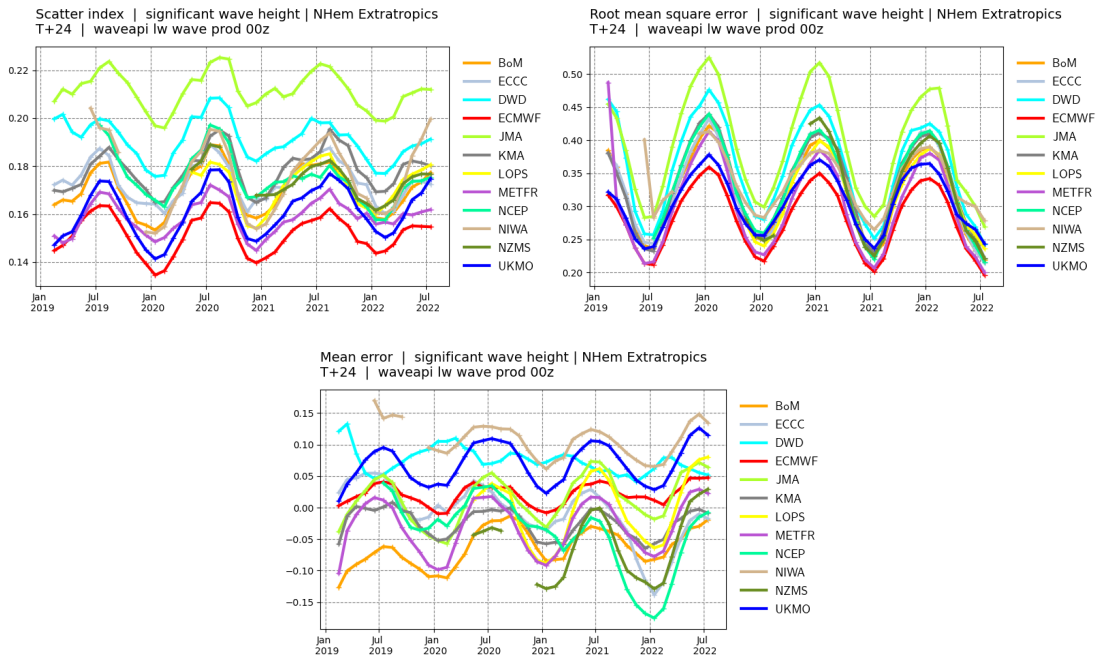 Scatter index | significant wave height | NHem Extratropics
T+24 | waveapi lw wave prod 00z
0.22
0.20
0.18
0.16
0.14
Jan 2019
Jul
Jan 2020
Jul 2020
Jan 2021
Jul 2021
Jan 2022
Jul 2022
BoM
ECCC
DWD
ECMWF
JMA
KMA
LOPS
METFR
NCEP
NIWA
NZMS
UKMO
Root mean square error | significant wave height | NHem Extratropics
T+24 | waveapi lw wave prod 00z
0.50
0.45
0.40
0.35
0.30
0.25
0.20
Jan 2019
Jul 2019
Jan 2020
Jul 2020
Jan 2021
Jul 2021
Jan 2022
Jul 2022
BoM
ECCC
DWD
ECMWF
JMA
KMA
LOPS
METFR
NCEP
NIWA
NZMS
UKMO
Mean error | significant wave height | NHem Extratropics
T+24 | waveapi lw wave prod 00z
0.15
0.10
0.05
0.00
−0.05
−0.10
−0.15
Jan 2019
Jul 2019
Jan 2020
Jul 2020
Jan 2021
Jul 2021
Jan 2022
Jul 2022
BoM
ECCC
DWD
ECMWF
JMA
KMA
LOPS
METFR
NCEP
NIWA
NZMS
UKMO